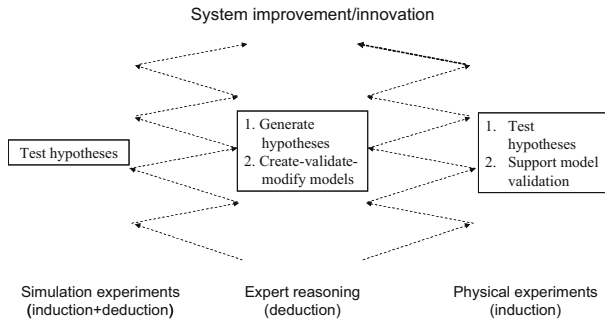 System improvement/innovation
Test hypotheses
1. Generate
hypotheses
2. Create-validate-
modify models
1. Test
hypotheses
2. Support model
validation
Simulation experiments
(induction+deduction)
Expert reasoning
(deduction)
Physical experiments
(induction)